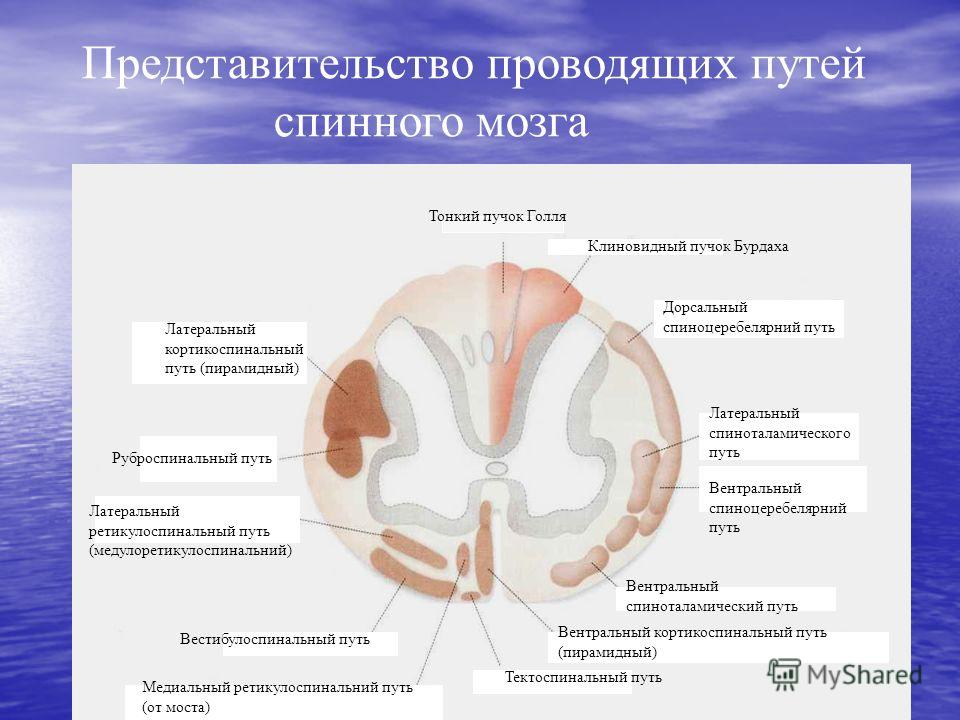 Представительство проводящих путей
спинного мозга
Тонкий пучок Голля
Клиновидный пучок Бурдаха
Дорсальный
спиноцеребелярний путь
Латеральный
кортикоспинальный
путь (пирамидный)
Латеральный
спиноталамического
путь
Руброспинальный путь
Вентральный
спиноцеребелярний
путь
Латеральный
ретикулоспинальный путь
(медулоретикулоспинальний)
Вентральный
спиноталамический путь
Вестибулоспинальный путь
Вентральный кортикоспинальный путь
(пирамидный)
Тектоспинальный путь
Медиальный ретикулоспинальний путь
(от моста)
MyShared